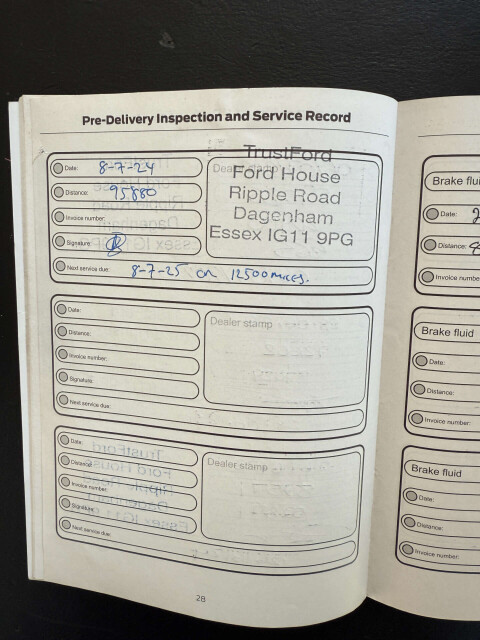 Pre-Delivery Inspection and Service Record
Date: 8-7-24
Distance: 95,880
Invoice number:
Signature:
Next service due: 8-7-25 or 12500 MILES.
Dealer stamp
TrustFord
Ford House
Ripple Road
Dagenham
Essex IG11 9PG
Date:
Distance:
Invoice number:
Signature:
Next service due:
Dealer stamp
Date:
Distance:
Invoice number:
Signature:
Next service due:
Dealer stamp
28
Brake
Date:
Distance:
Invoice
Brake fluid
Date:
Distance:
Invoice number:
Brake fluid
Date:
Distance:
Invoice number: